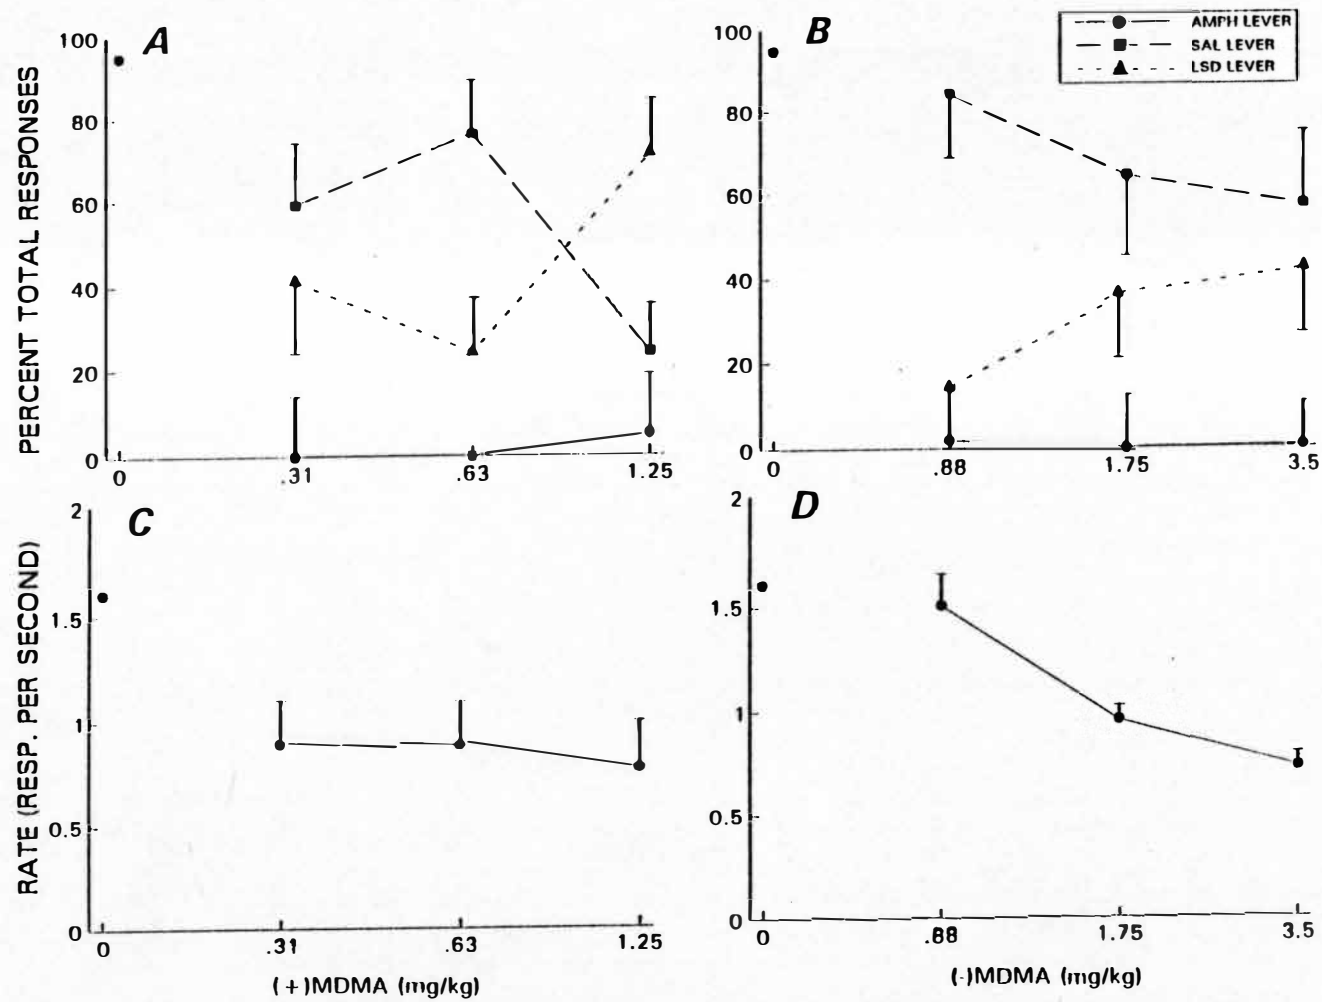 A
PERCENT TOTAL RESPONSES
100
80
60
40
20
0
0 .31 .63 1.25
B
AMPH LEVER
SAL LEVER
LSD LEVER
100
80
60
40
20
0
0 .88 1.75 3.5
C
RATE (RESP. PER SECOND)
2
1.5
1
0.5
0
0 .31 .63 1.25
(+)MDMA (mg/kg)
D
2
1.5
1
0.5
0
0 .88 1.75 3.5
(-)MDMA (mg/kg)